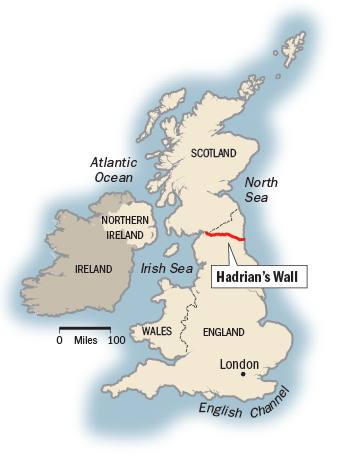 SCOTLAND
Atlantic
Ocean
North
Sea
NORTHERN
IRELAND
IRELAND
Irish Sea
Hadrian's Wall
0 Miles 100
WALES
ENGLAND
London
English Channel